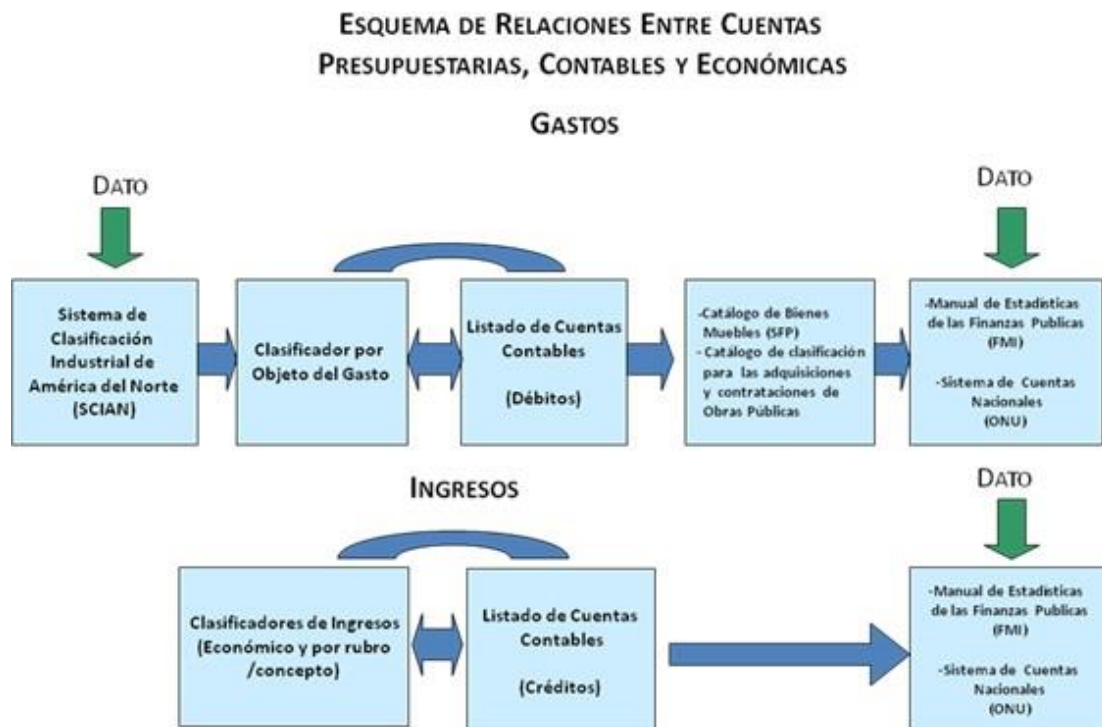 ESQUEMA DE RELACIONES ENTRE CUENTAS
PRESUPUESTARIAS, CONTABLES Y ECONÓMICAS
GASTOS
DATO
DATO
Sistema de
Clasificación
Industrial de
América del Norte
(SCIAN)
Clasificador por
Objeto del Gasto
Listado de Cuentas
Contables
(Débitos)
-Catálogo de Bienes
Muebles (SFP)
- Catálogo de clasificación
para las adquisiciones
y contrataciones de
Obras Públicas
-Manual de Estadísticas
de las Finanzas Publicas
(FMI)
-Sistema de Cuentas
Nacionales
(ONU)
INGRESOS
DATO
Clasificadores de Ingresos
(Económico y por rubro
/concepto)
Listado de Cuentas
Contables
(Créditos)
-Manual de Estadísticas
de las Finanzas Publicas
(FMI)
-Sistema de Cuentas
Nacionales
(ONU)